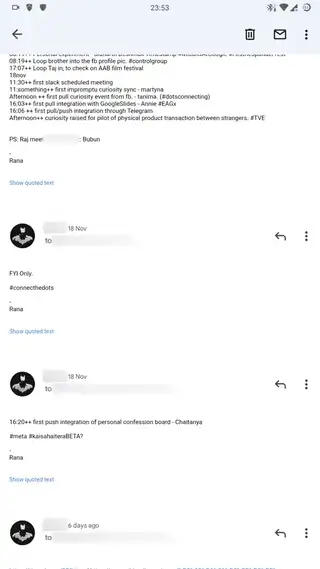 23:53
08:19++ Loop brother into the fb profile pic. #controlgroup
17:07++ Loop Taj in, to check on AAB film festival
18nov
11:30++ first slack scheduled meeting
11:something++ first impromptu curiosity sync - martyna
Afternoon ++ first pull curiosity event from fb. - tanima. (#dotsconnecting)
16:03++ first pull integration with GoogleSlides - Annie #EAGx
16:06 ++ first pull/push integration through Telegram
Afternoon++ curiosity raised for pilot of physical product transaction between strangers. #TVE
PS: Raj meet : Bubun
-
Rana
Show quoted text
18 Nov
to
FYI Only.
#connecthedots
-
Rana
Show quoted text
18 Nov
to
16:20++ first push integration of personal confession board - Chaitanya
#meta #kaisahaiteraBETA?
-
Rana
Show quoted text
6 days ago
to